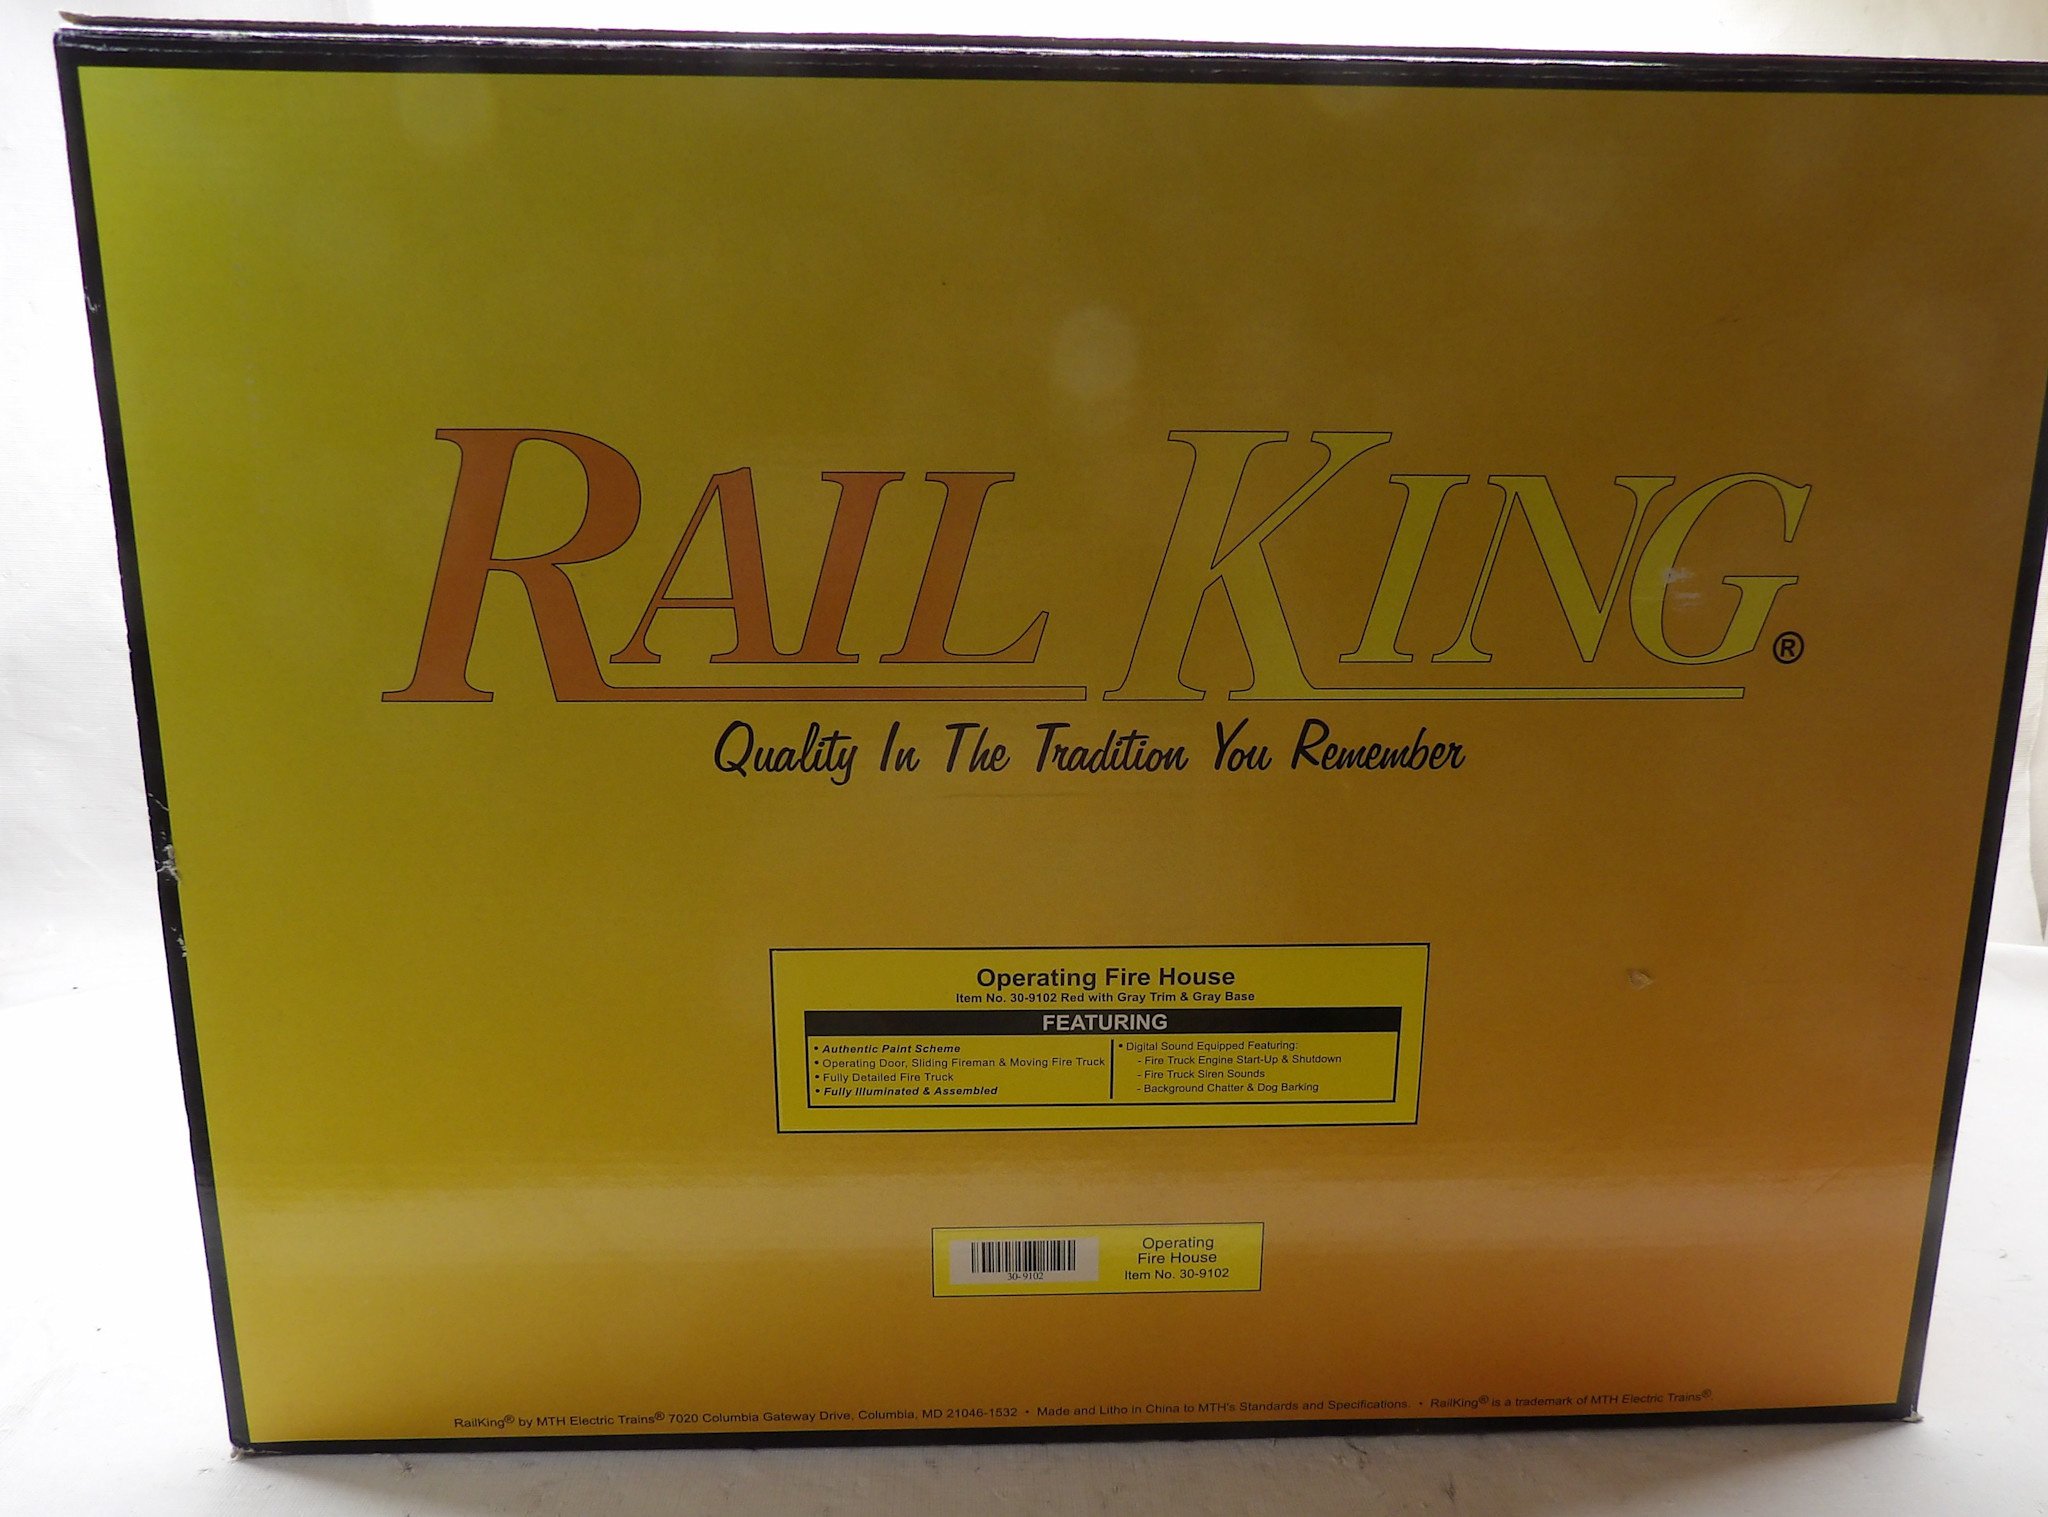 RAIL KING®
Quality In The Tradition You Remember
Operating Fire House
Item No. 30-9102 Red with Gray Trim & Gray Base
FEATURING
• Authentic Paint Scheme
• Operating Door, Sliding Fireman & Moving Fire Truck
• Fully Detailed Fire Truck
• Fully Illuminated & Assembled
• Digital Sound Equipped Featuring:
- Fire Truck Engine Start-Up & Shutdown
- Fire Truck Siren Sounds
- Background Chatter & Dog Barking
30-9102
Operating
Fire House
Item No. 30-9102
RailKing® by MTH Electric Trains® 7020 Columbia Gateway Drive, Columbia, MD 21046-1532 • Made and Litho in China to MTH's Standards and Specifications. • RailKing® is a trademark of MTH Electric Trains®.